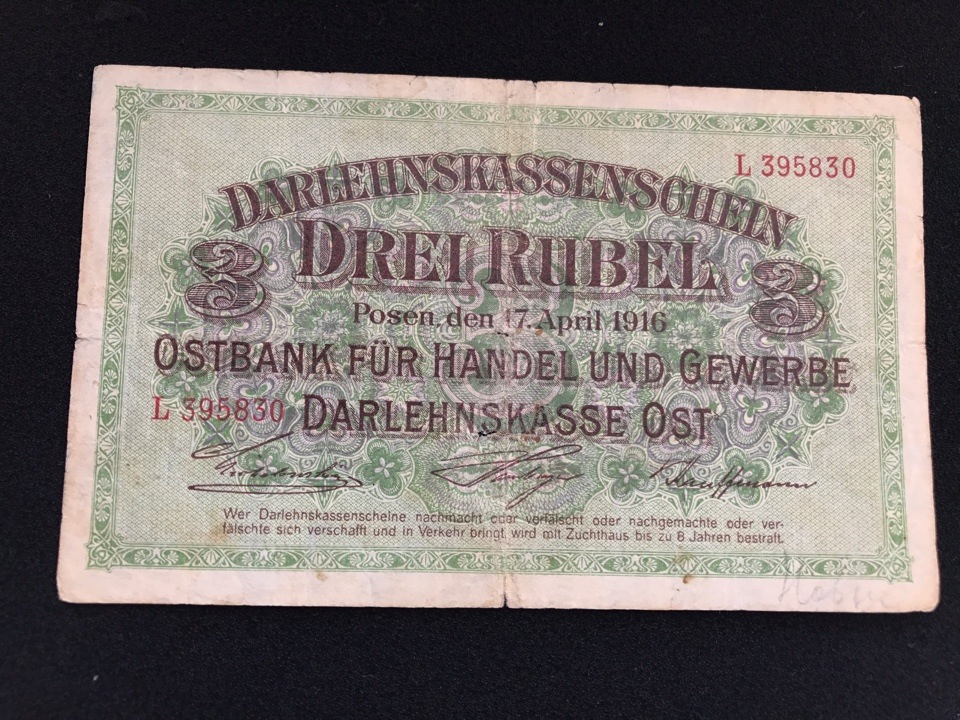 L 395830
DARLEHNSKASSENSCHEIN
3 DREI RUBEL 3
Posen, den 17. April 1916
OSTBANK FÜR HANDEL UND GEWERBE
L 395830 DARLEHNSKASSE OST
Wer Darlehnskassenscheine nachmacht oder verfälscht oder nachgemachte oder ver-
fälschte sich verschafft und in Verkehr bringt, wird mit Zuchthaus bis zu 8 Jahren bestraft.